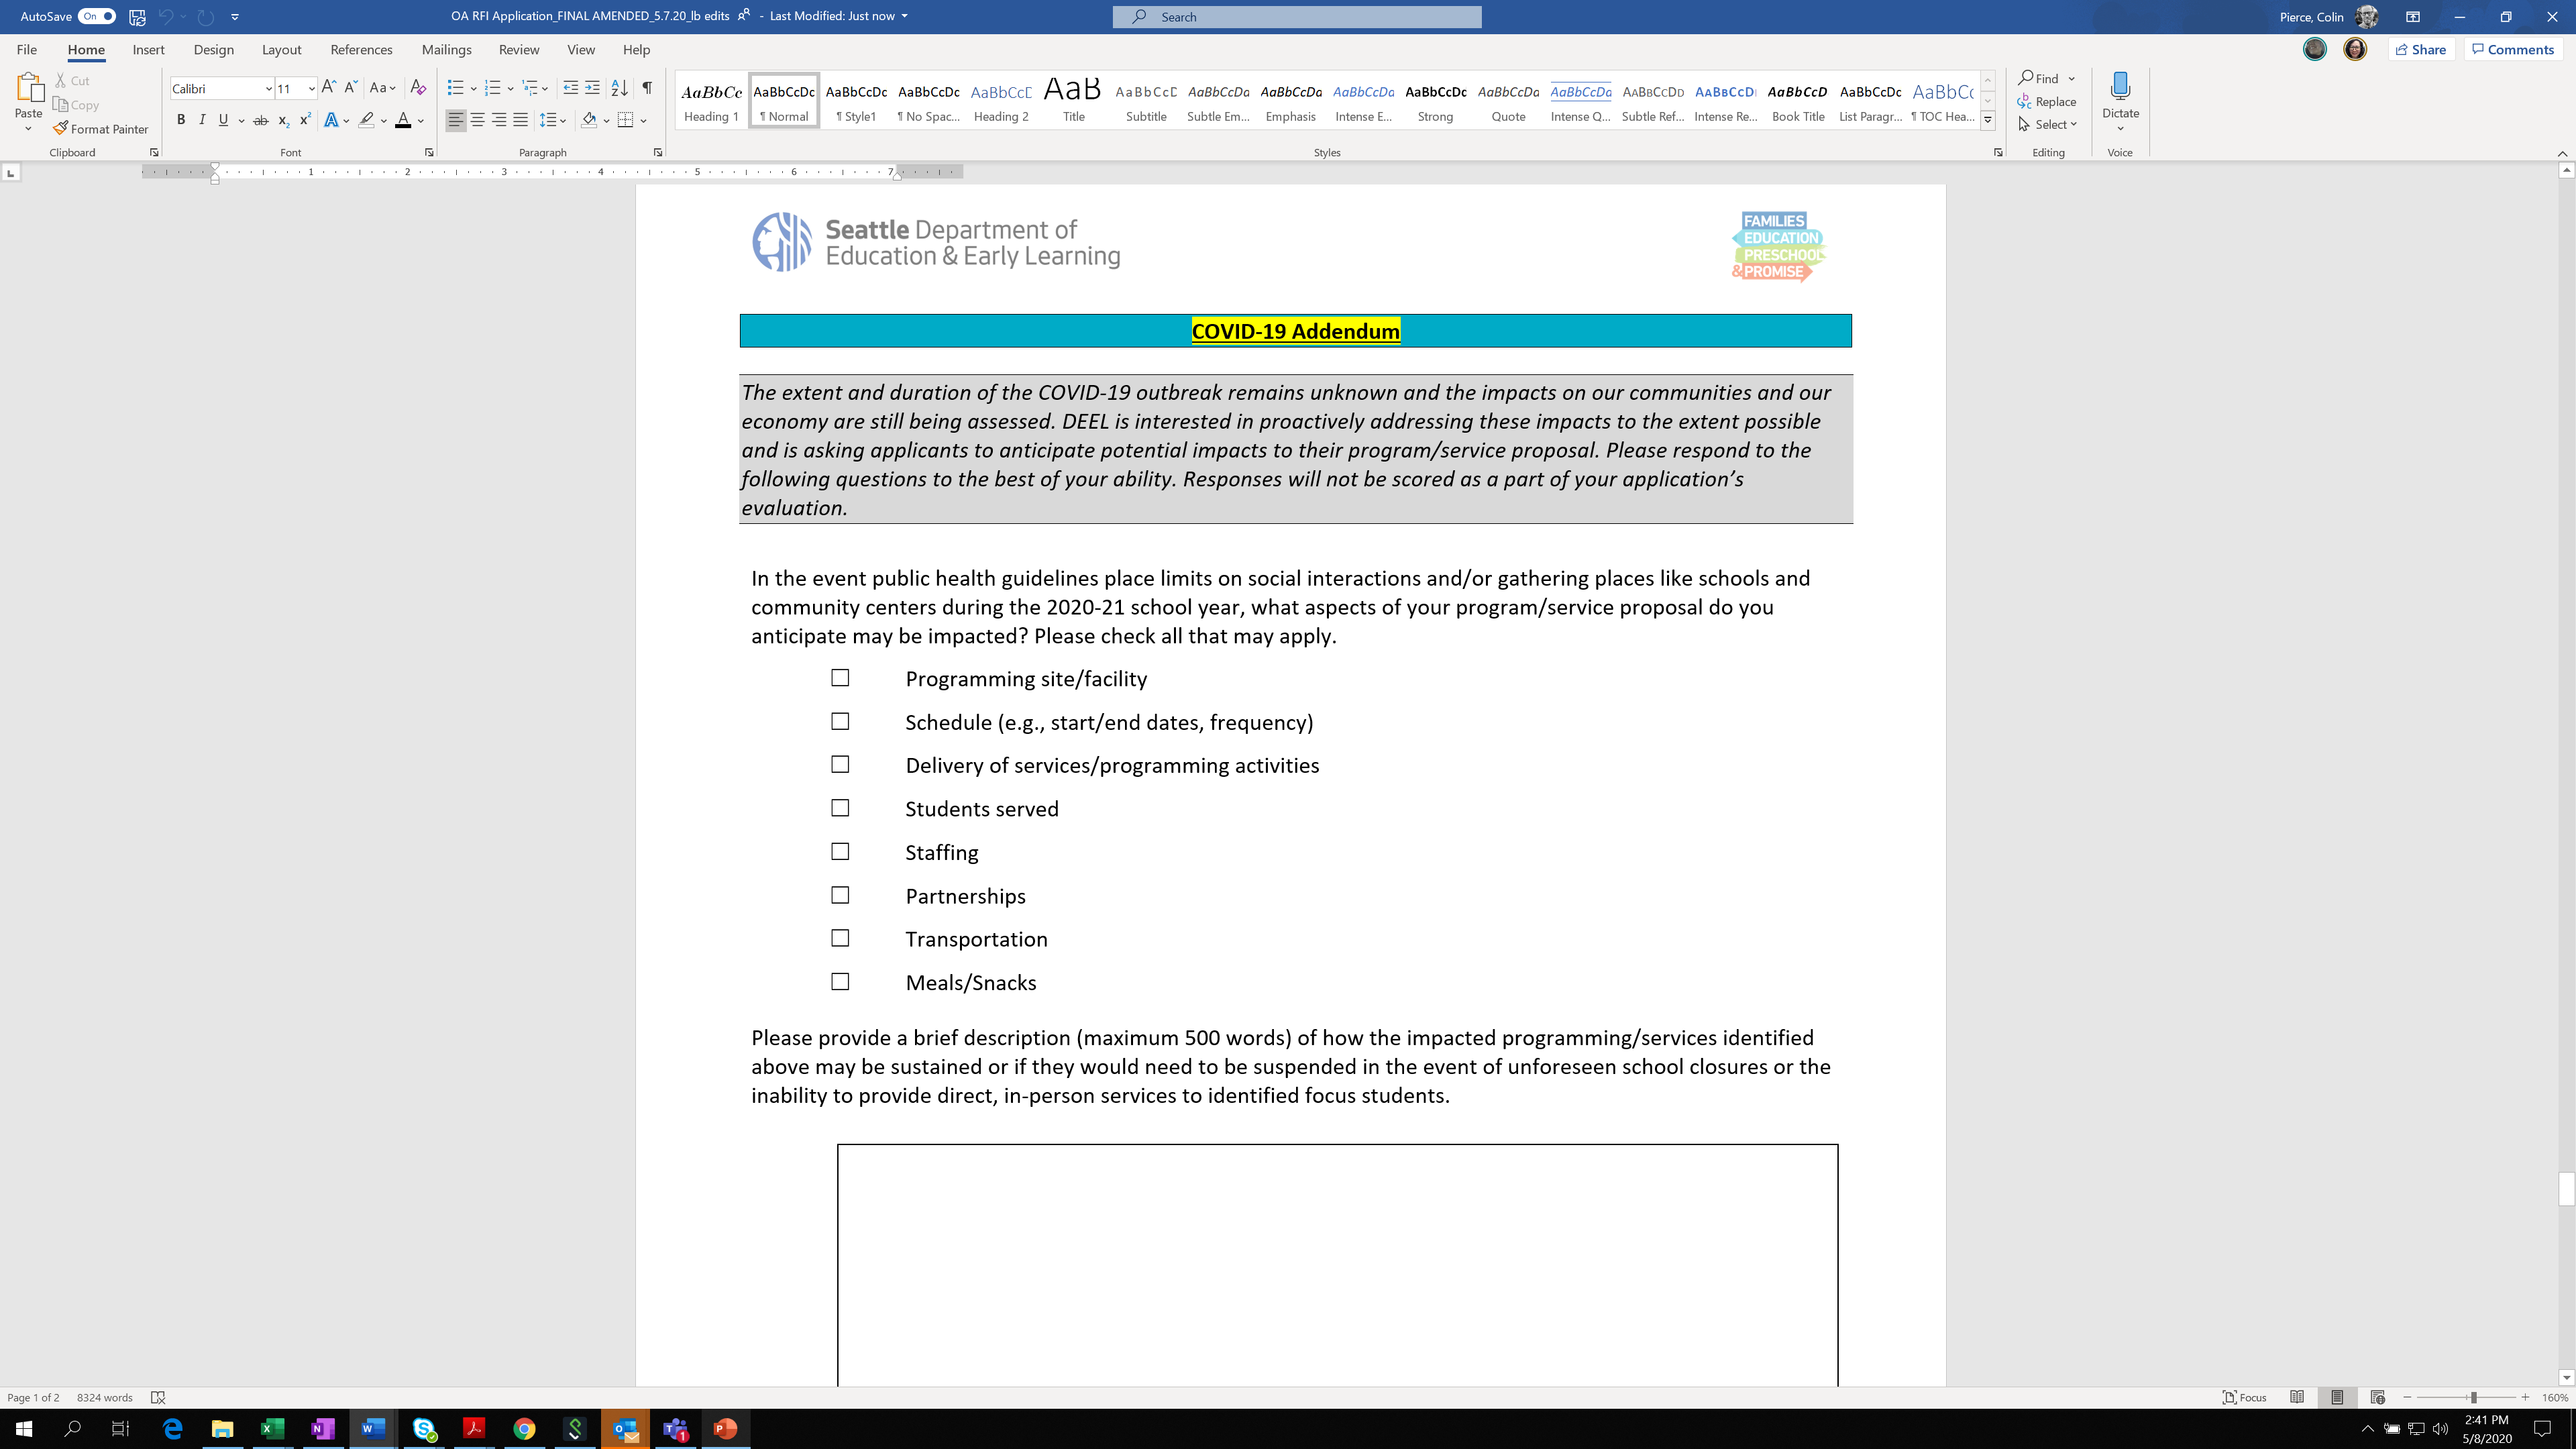 AutoSave On
OA RFI Application_FINAL AMENDED_5.7.20_lb edits - Last Modified: Just now
Search
Pierce, Colin
File Home Insert Design Layout References Mailings Review View Help
Share Comments
Paste
Cut
Copy
Format Painter
Clipboard
Calibri 11
Font
Paragraph
AaBbCc AaBbCcDc AaBbCcDc AaBbCcDc AaBbCcD AaB AaBbCcD AaBbCcDa AaBbCcDa AaBbCcDa AaBbCcDc AaBbCcDa AaBbCcDa AaBbCcDd AaBbCcD AaBbCcD AaBbCcDc AaBbCc
Heading 1 ¶ Normal ¶ Style1 ¶ No Spac... Heading 2 Title Subtitle Subtle Em... Emphasis Intense E... Strong Quote Intense Q... Subtle Ref... Intense Re... Book Title List Paragr... ¶ TOC Hea...
Styles
Find
Replace
Select
Editing
Dictate
Voice
1 2 3 4 5 6 7
Seattle Department of
Education & Early Learning
FAMILIES
EDUCATION
PRESCHOOL
& PROMISE
COVID-19 Addendum
The extent and duration of the COVID-19 outbreak remains unknown and the impacts on our communities and our
economy are still being assessed. DEEL is interested in proactively addressing these impacts to the extent possible
and is asking applicants to anticipate potential impacts to their program/service proposal. Please respond to the
following questions to the best of your ability. Responses will not be scored as a part of your application’s
evaluation.
In the event public health guidelines place limits on social interactions and/or gathering places like schools and
community centers during the 2020-21 school year, what aspects of your program/service proposal do you
anticipate may be impacted? Please check all that may apply.
☐ Programming site/facility
☐ Schedule (e.g., start/end dates, frequency)
☐ Delivery of services/programming activities
☐ Students served
☐ Staffing
☐ Partnerships
☐ Transportation
☐ Meals/Snacks
Please provide a brief description (maximum 500 words) of how the impacted programming/services identified
above may be sustained or if they would need to be suspended in the event of unforeseen school closures or the
inability to provide direct, in-person services to identified focus students.
Page 1 of 2 8324 words
Focus
160%
2:41 PM
5/8/2020